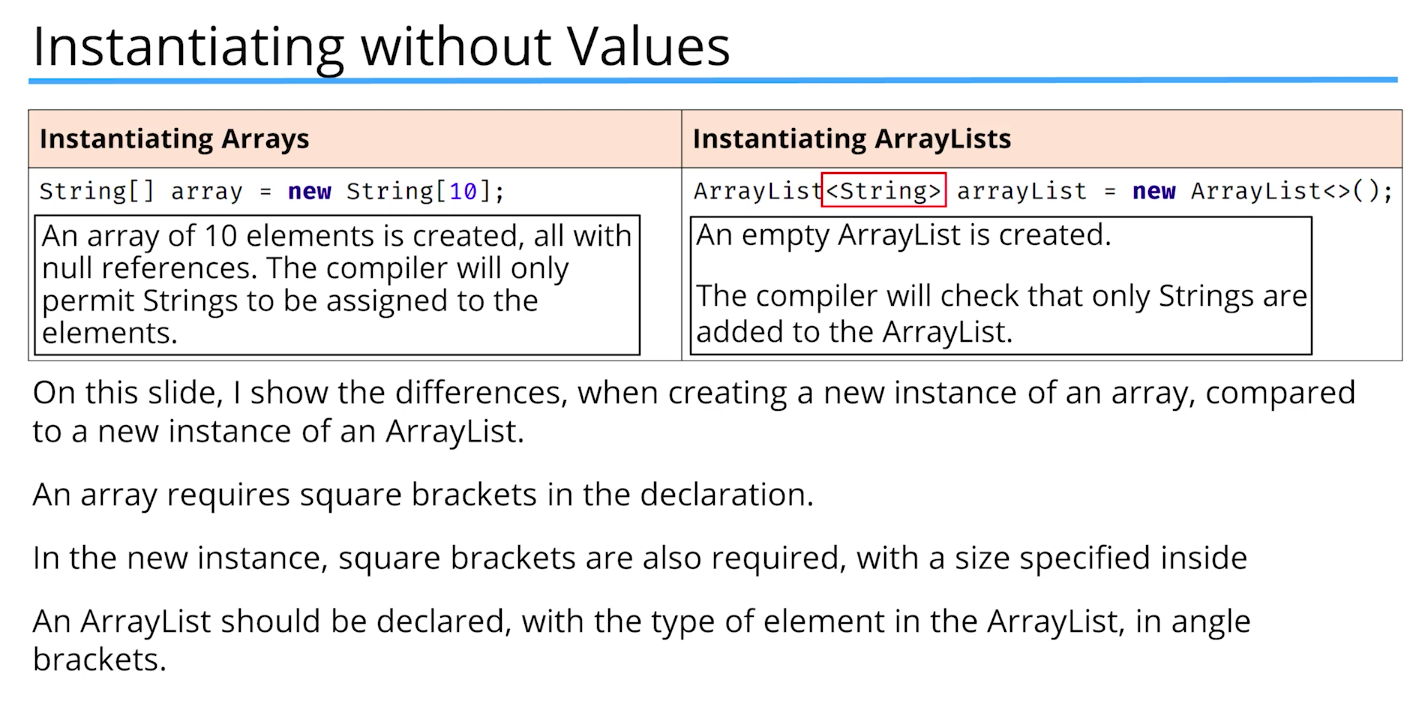 Instantiating without Values
Instantiating Arrays
Instantiating ArrayLists
String[] array = new String[10];
ArrayList<String> arrayList = new ArrayList<>();
An array of 10 elements is created, all with
null references. The compiler will only
permit Strings to be assigned to the
elements.
An empty ArrayList is created.
The compiler will check that only Strings are
added to the ArrayList.
On this slide, I show the differences, when creating a new instance of an array, compared
to a new instance of an ArrayList.
An array requires square brackets in the declaration.
In the new instance, square brackets are also required, with a size specified inside
An ArrayList should be declared, with the type of element in the ArrayList, in angle
brackets.